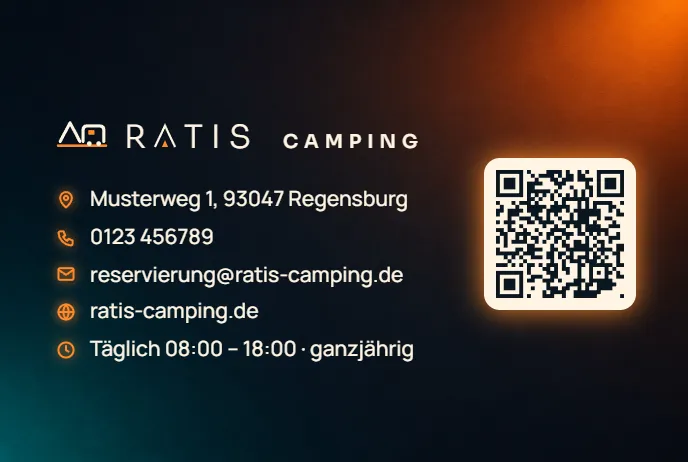 RATIS CAMPING
Musterweg 1, 93047 Regensburg
0123 456789
reservierung@ratis-camping.de
ratis-camping.de
Täglich 08:00 – 18:00 · ganzjährig